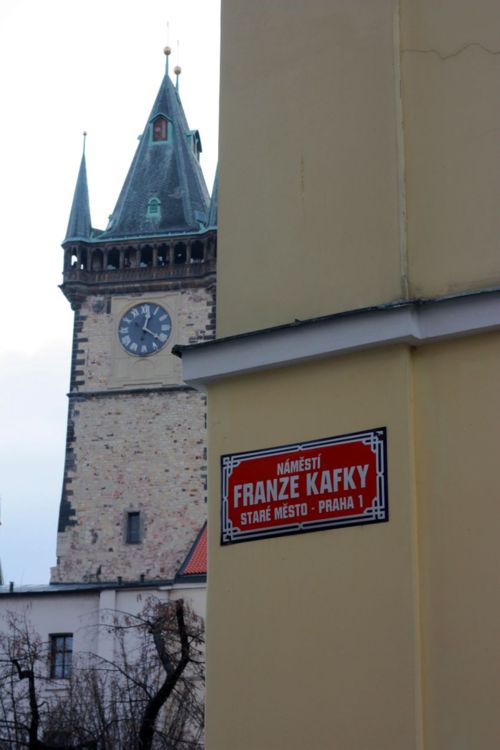 NÁMĚSTÍ
FRANZE KAFKY
STARÉ MĚSTO - PRAHA 1